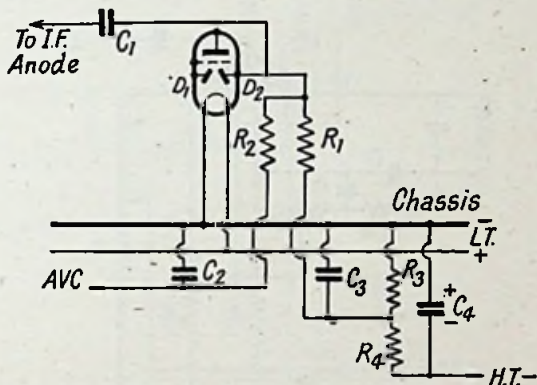 To I.F.
Anode
C1
D1
D2
R2
R1
Chassis
−
L.T.
+
AVC
C2
C3
R3
+
C4
−
R4
H.T.−